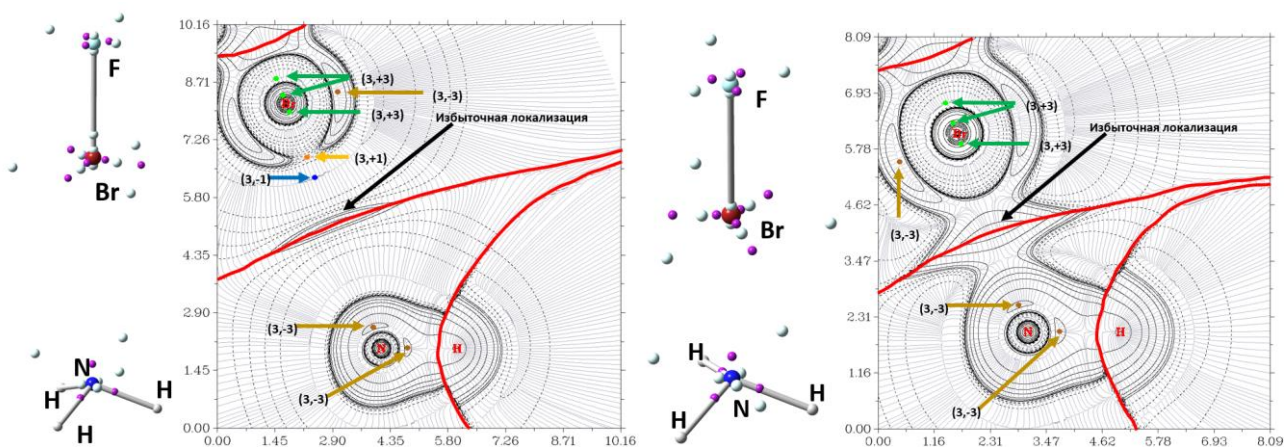 F
Br
N
H
H
H
10.16
8.71
7.26
5.80
4.35
2.90
1.45
0.00
(3,+3)
(3,-3)
(3,+3)
Избыточная локализация
(3,+1)
(3,-1)
(3,-3)
N
H
(3,-3)
0.00 1.45 2.90 4.35 5.80 7.26 8.71 10.16
F
Br
H
N
H
H
8.09
6.93
5.78
4.62
3.47
2.31
1.16
0.00
(3,+3)
Br
Избыточная локализация
(3,+3)
(3,-3)
(3,-3)
N
H
(3,-3)
0.00 1.16 2.31 3.47 4.62 5.78 6.93 8.09